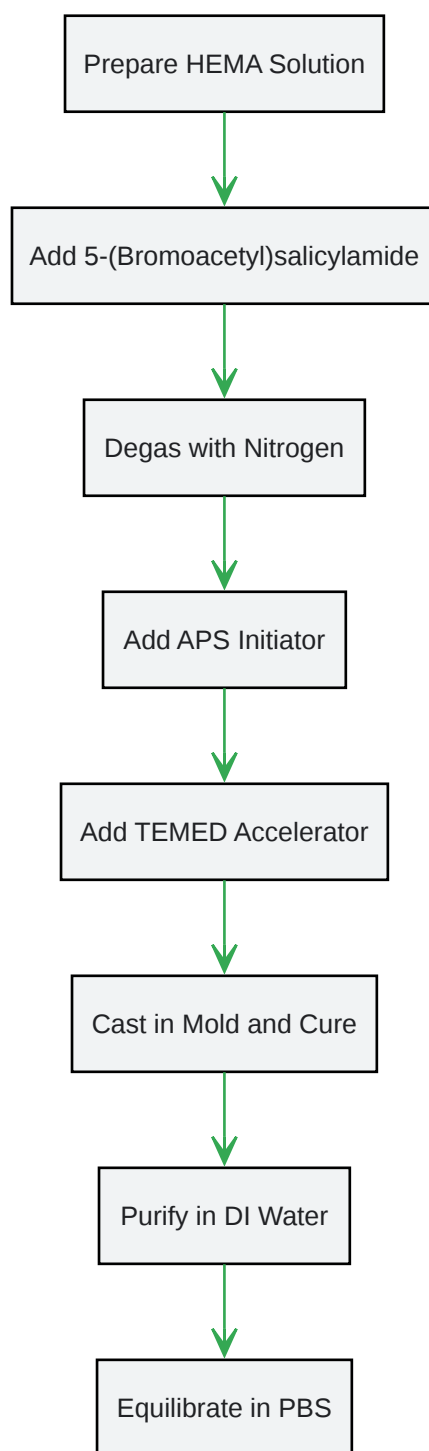 Prepare HEMA Solution
Add 5-(Bromoacetyl)salicylamide
Degas with Nitrogen
Add APS Initiator
Add TEMED Accelerator
Cast in Mold and Cure
Purify in DI Water
Equilibrate in PBS